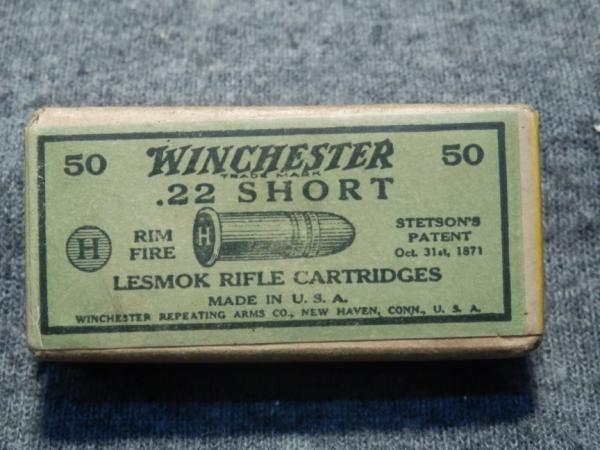 50 WINCHESTER 50
TRADE MARK
.22 SHORT
H RIM FIRE H STETSON'S PATENT Oct. 31st, 1871
LESMOK RIFLE CARTRIDGES
MADE IN U. S. A.
WINCHESTER REPEATING ARMS CO., NEW HAVEN, CONN., U. S. A.